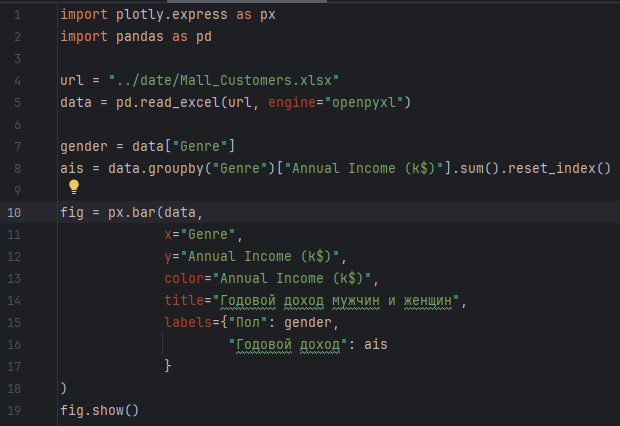 1 import plotly.express as px
2 import pandas as pd
3
4 url = "../date/Mall_Customers.xlsx"
5 data = pd.read_excel(url, engine="openpyxl")
6
7 gender = data["Genre"]
8 ais = data.groupby("Genre")["Annual Income (k$)"].sum().reset_index()
9
10 fig = px.bar(data,
11 x="Genre",
12 y="Annual Income (k$)",
13 color="Annual Income (k$)",
14 title="Годовой доход мужчин и женщин",
15 labels={"Пол": gender,
16 "Годовой доход": ais
17 }
18 )
19 fig.show()